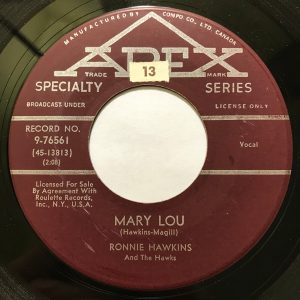 MANUFACTURED IN CANADA BY COMPO CO., LTD., CANADA
APEX
TRADE MARK
13
SPECIALTY SERIES
BROADCAST UNDER LICENSE ONLY
RECORD NO.
9-76561
(45-13813)
(2:08)
Vocal
Licensed For Sale
By Agreement With
Roulette Records,
Inc., N.Y., U.S.A.
MARY LOU
(Hawkins-Magill)
RONNIE HAWKINS
And The Hawks